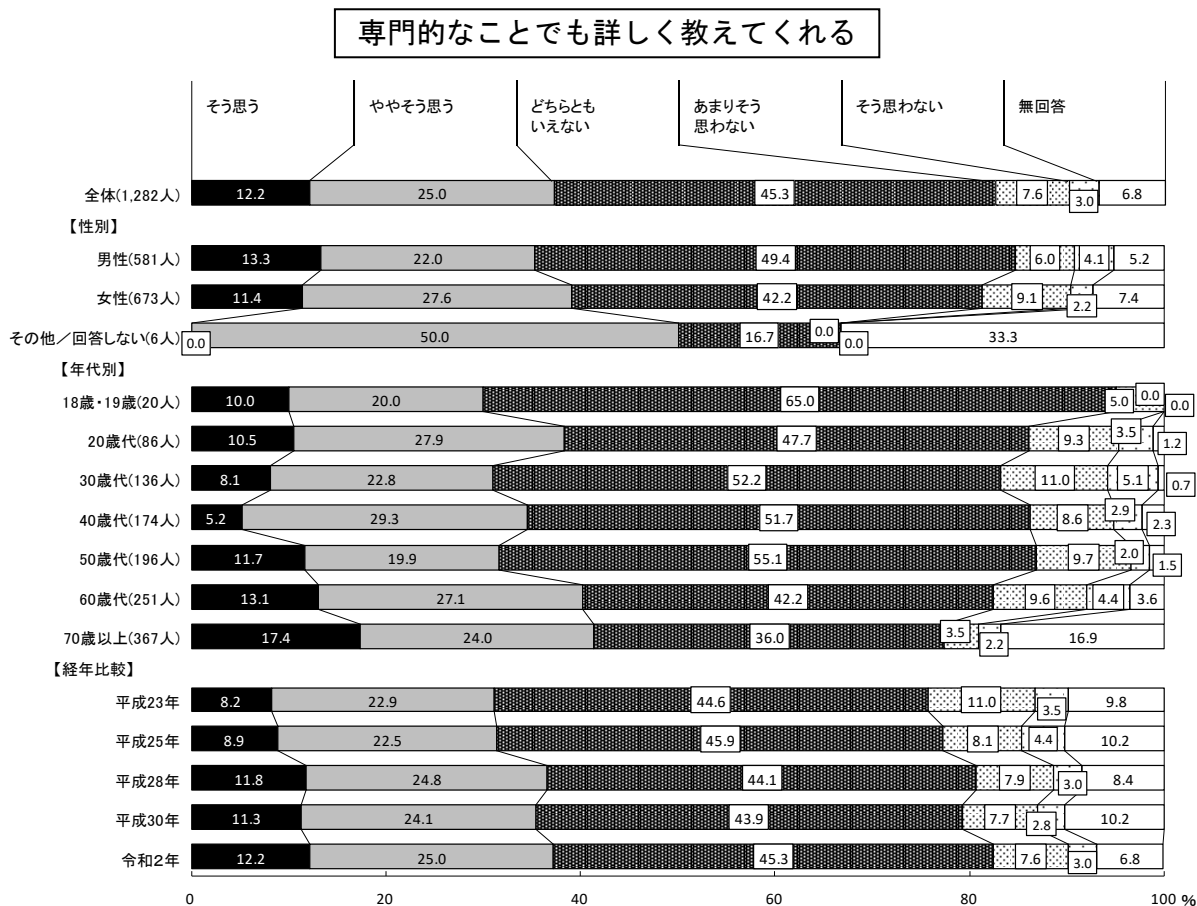 専門的なことでも詳しく教えてくれる
そう思う ややそう思う どちらとも あまりそう そう思わない 無回答
いえない 思わない
全体(1,282人) 12.2 25.0 45.3 7.6 3.0 6.8
【性別】
男性(581人) 13.3 22.0 49.4 6.0 4.1 5.2
女性(673人) 11.4 27.6 42.2 9.1 2.2 7.4
その他／回答しない(6人) 0.0 50.0 16.7 0.0 0.0 33.3
【年代別】
18歳・19歳(20人) 10.0 20.0 65.0 5.0 0.0 0.0
20歳代(86人) 10.5 27.9 47.7 9.3 3.5 1.2
30歳代(136人) 8.1 22.8 52.2 11.0 5.1 0.7
40歳代(174人) 5.2 29.3 51.7 8.6 2.9 2.3
50歳代(196人) 11.7 19.9 55.1 9.7 2.0 1.5
60歳代(251人) 13.1 27.1 42.2 9.6 4.4 3.6
70歳以上(367人) 17.4 24.0 36.0 3.5 2.2 16.9
【経年比較】
平成23年 8.2 22.9 44.6 11.0 3.5 9.8
平成25年 8.9 22.5 45.9 8.1 4.4 10.2
平成28年 11.8 24.8 44.1 7.9 3.0 8.4
平成30年 11.3 24.1 43.9 7.7 2.8 10.2
令和２年 12.2 25.0 45.3 7.6 3.0 6.8
0 20 40 60 80 100 %